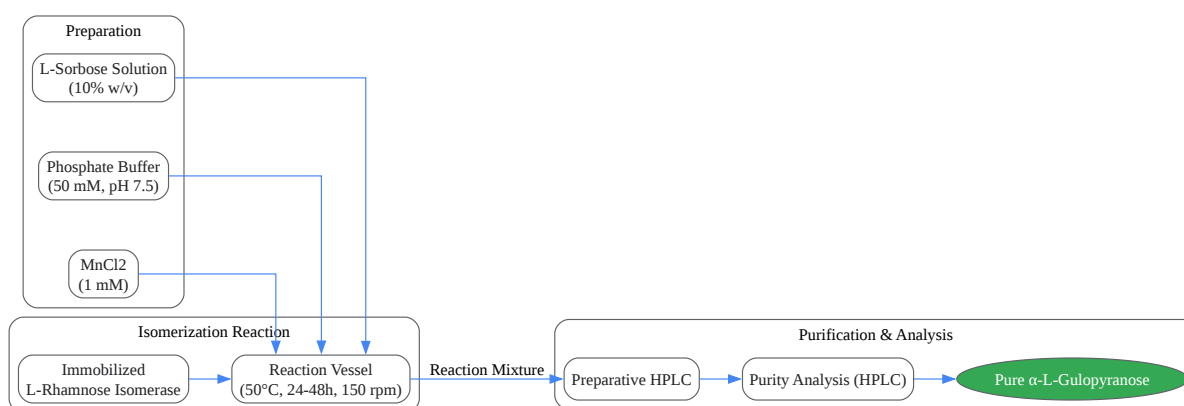 Preparation
L-Sorbose Solution
(10% w/v)
Phosphate Buffer
(50 mM, pH 7.5)
MnCl2
(1 mM)
Isomerization Reaction
Immobilized
L-Rhamnose Isomerase
Reaction Vessel
(50°C, 24-48h, 150 rpm)
Reaction Mixture
Purification & Analysis
Preparative HPLC
Purity Analysis (HPLC)
Pure α-L-Gulopyranose